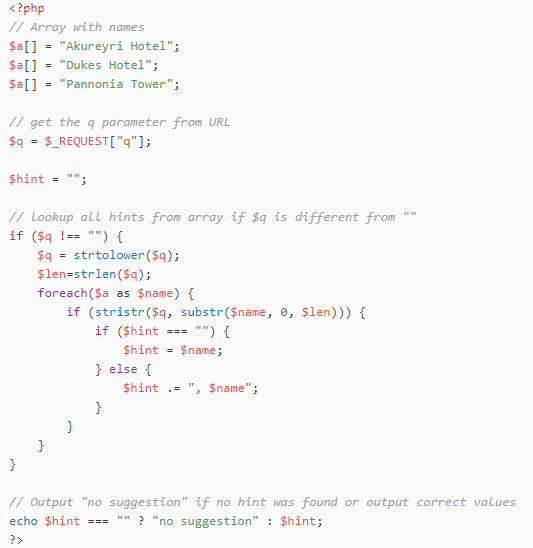 <?php
// Array with names
$a[] = "Akureyri Hotel";
$a[] = "Dukes Hotel";
$a[] = "Pannonia Tower";

// get the q parameter from URL
$q = $_REQUEST["q"];

$hint = "";

// lookup all hints from array if $q is different from ""
if ($q !== "") {
    $q = strtolower($q);
    $len=strlen($q);
    foreach($a as $name) {
        if (stristr($q, substr($name, 0, $len))) {
            if ($hint === "") {
                $hint = $name;
            } else {
                $hint .= ", $name";
            }
        }
    }
}

// Output "no suggestion" if no hint was found or output correct values
echo $hint === "" ? "no suggestion" : $hint;
?>